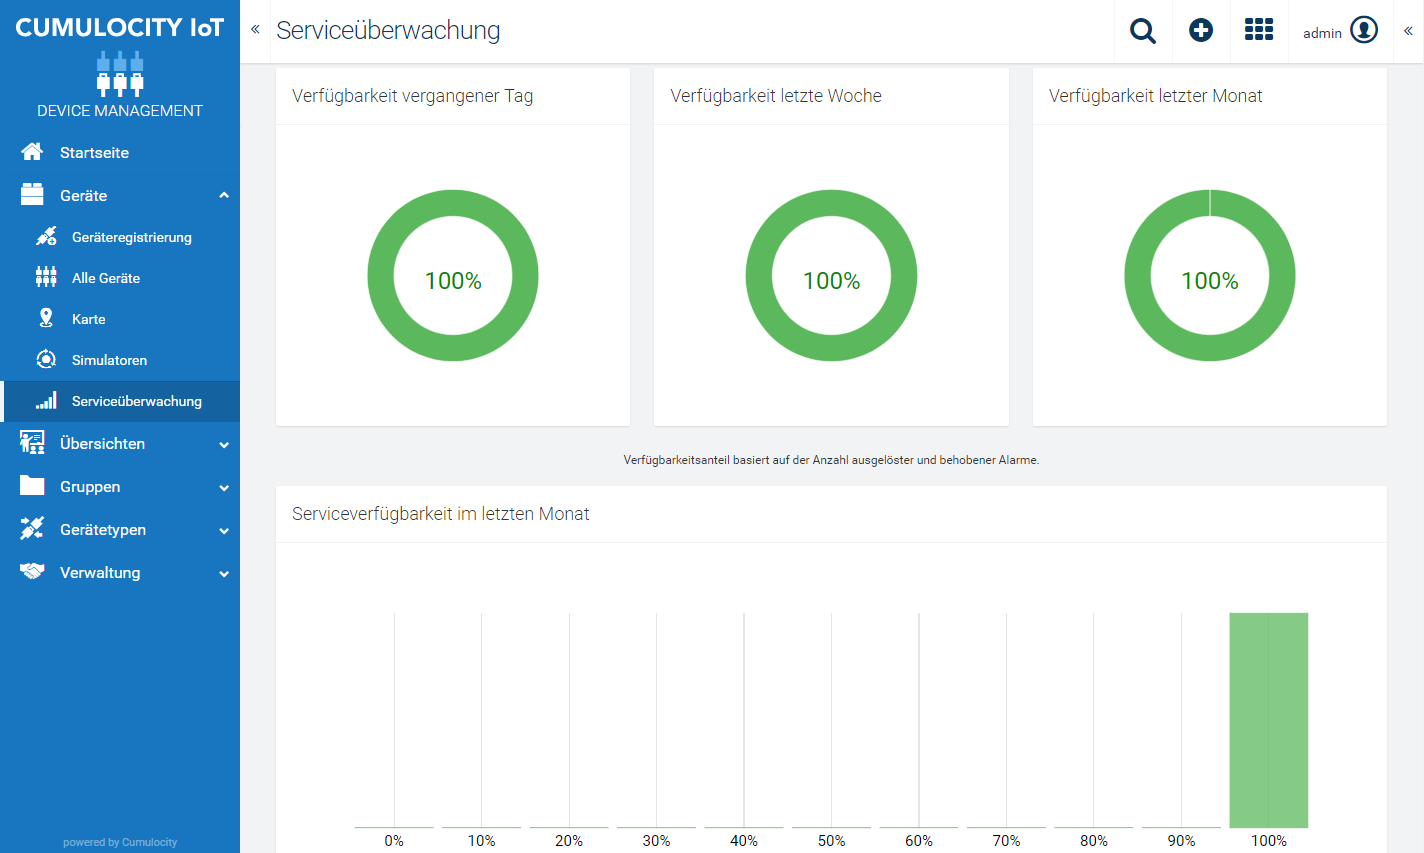 CUMULOCITY IoT
DEVICE MANAGEMENT
Startseite
Geräte
Geräteregistrierung
Alle Geräte
Karte
Simulatoren
Serviceüberwachung
Übersichten
Gruppen
Gerätetypen
Verwaltung
powered by Cumulocity
« Serviceüberwachung
admin «
Verfügbarkeit vergangener Tag
100%
Verfügbarkeit letzte Woche
100%
Verfügbarkeit letzter Monat
100%
Verfügbarkeitsanteil basiert auf der Anzahl ausgelöster und behobener Alarme.
Serviceverfügbarkeit im letzten Monat
0% 10% 20% 30% 40% 50% 60% 70% 80% 90% 100%